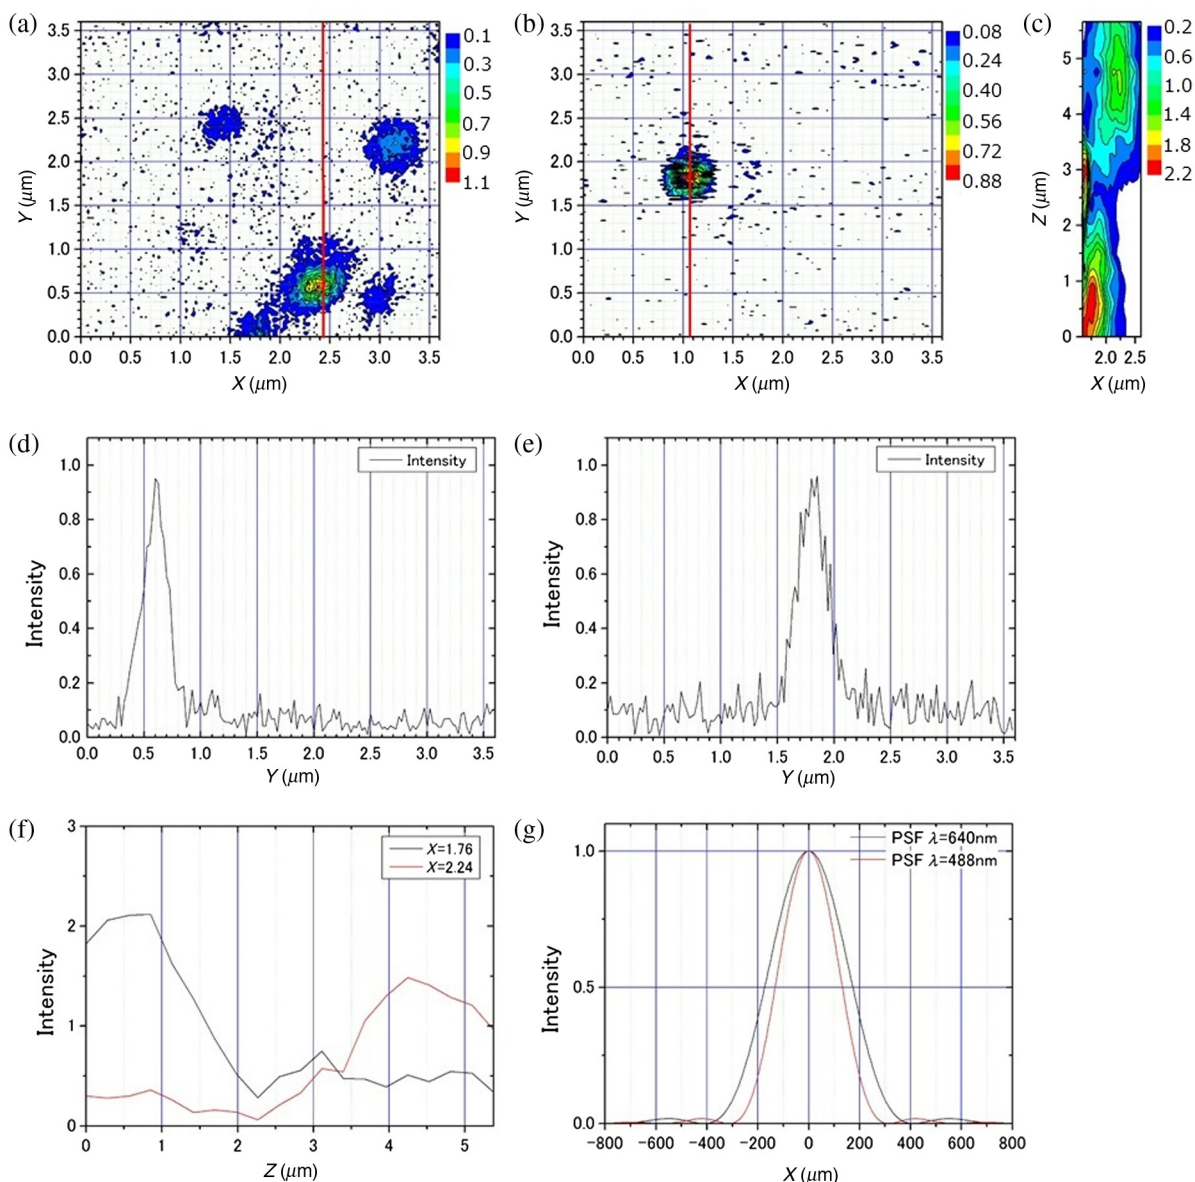 (a)
3.5
3.0
2.5
2.0
1.5
1.0
0.5
0.0
Y (μm)
0.0 0.5 1.0 1.5 2.0 2.5 3.0 3.5
X (μm)
0.1
0.3
0.5
0.7
0.9
1.1
(b)
3.5
3.0
2.5
2.0
1.5
1.0
0.5
0.0
Y (μm)
0.0 0.5 1.0 1.5 2.0 2.5 3.0 3.5
X (μm)
0.08
0.24
0.40
0.56
0.72
0.88
(c)
5
4
3
2
1
0
Z (μm)
2.0 2.5
X (μm)
0.2
0.6
1.0
1.4
1.8
2.2
(d)
Intensity
1.0
0.8
0.6
0.4
0.2
0.0
Intensity
0.0 0.5 1.0 1.5 2.0 2.5 3.0 3.5
Y (μm)
(e)
Intensity
1.0
0.8
0.6
0.4
0.2
0.0
Intensity
0.0 0.5 1.0 1.5 2.0 2.5 3.0 3.5
Y (μm)
(f)
X=1.76
X=2.24
3
2
1
0
Intensity
0 1 2 3 4 5
Z (μm)
(g)
PSF λ=640nm
PSF λ=488nm
1.0
0.5
0.0
Intensity
−800 −600 −400 −200 0 200 400 600 800
X (μm)